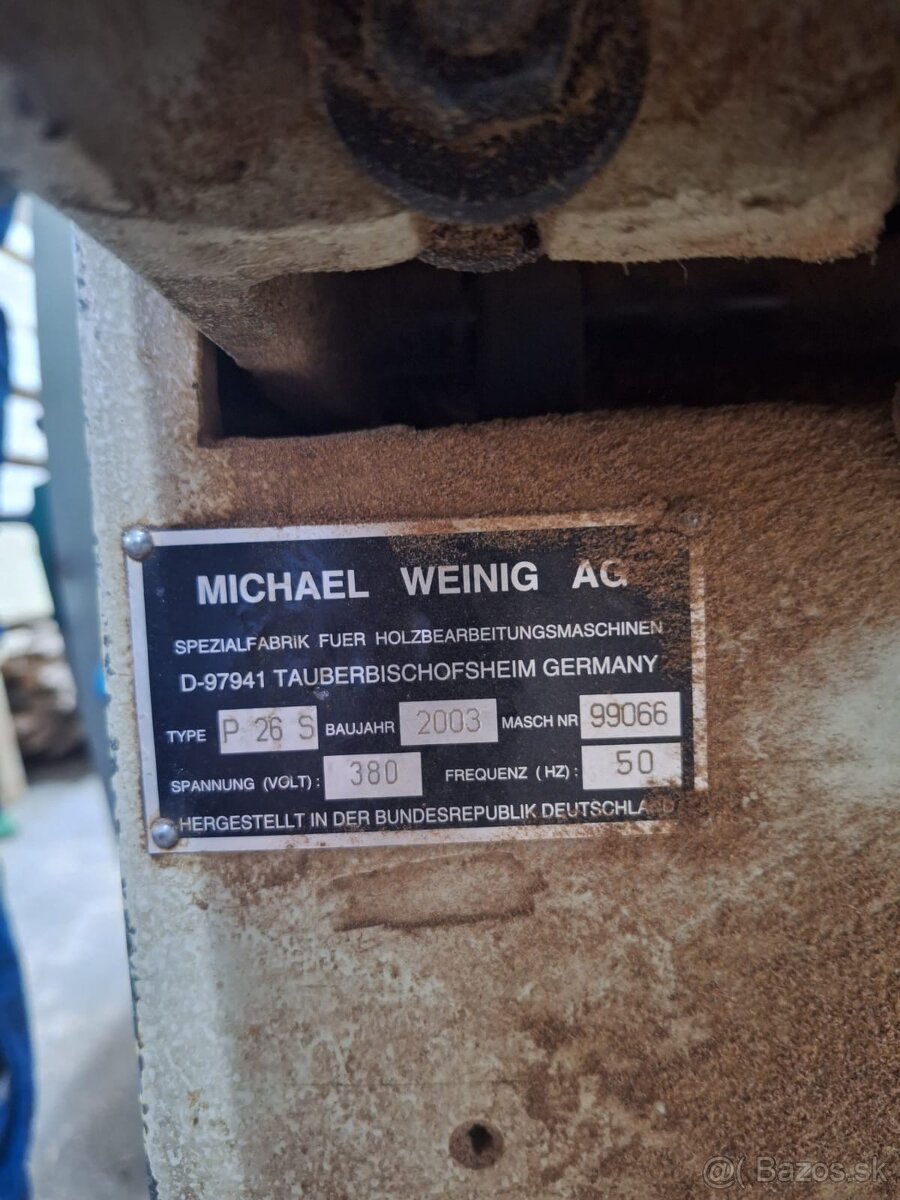 MICHAEL WEINIG AG
SPEZIALFABRIK FUER HOLZBEARBEITUNGSMASCHINEN
D-97941 TAUBERBISCHOFSHEIM GERMANY
TYPE P 26 S BAUJAHR 2003 MASCH NR 99066
SPANNUNG (VOLT): 380 FREQUENZ (HZ): 50
HERGESTELLT IN DER BUNDESREPUBLIK DEUTSCHLAND
@( Bazos.sk